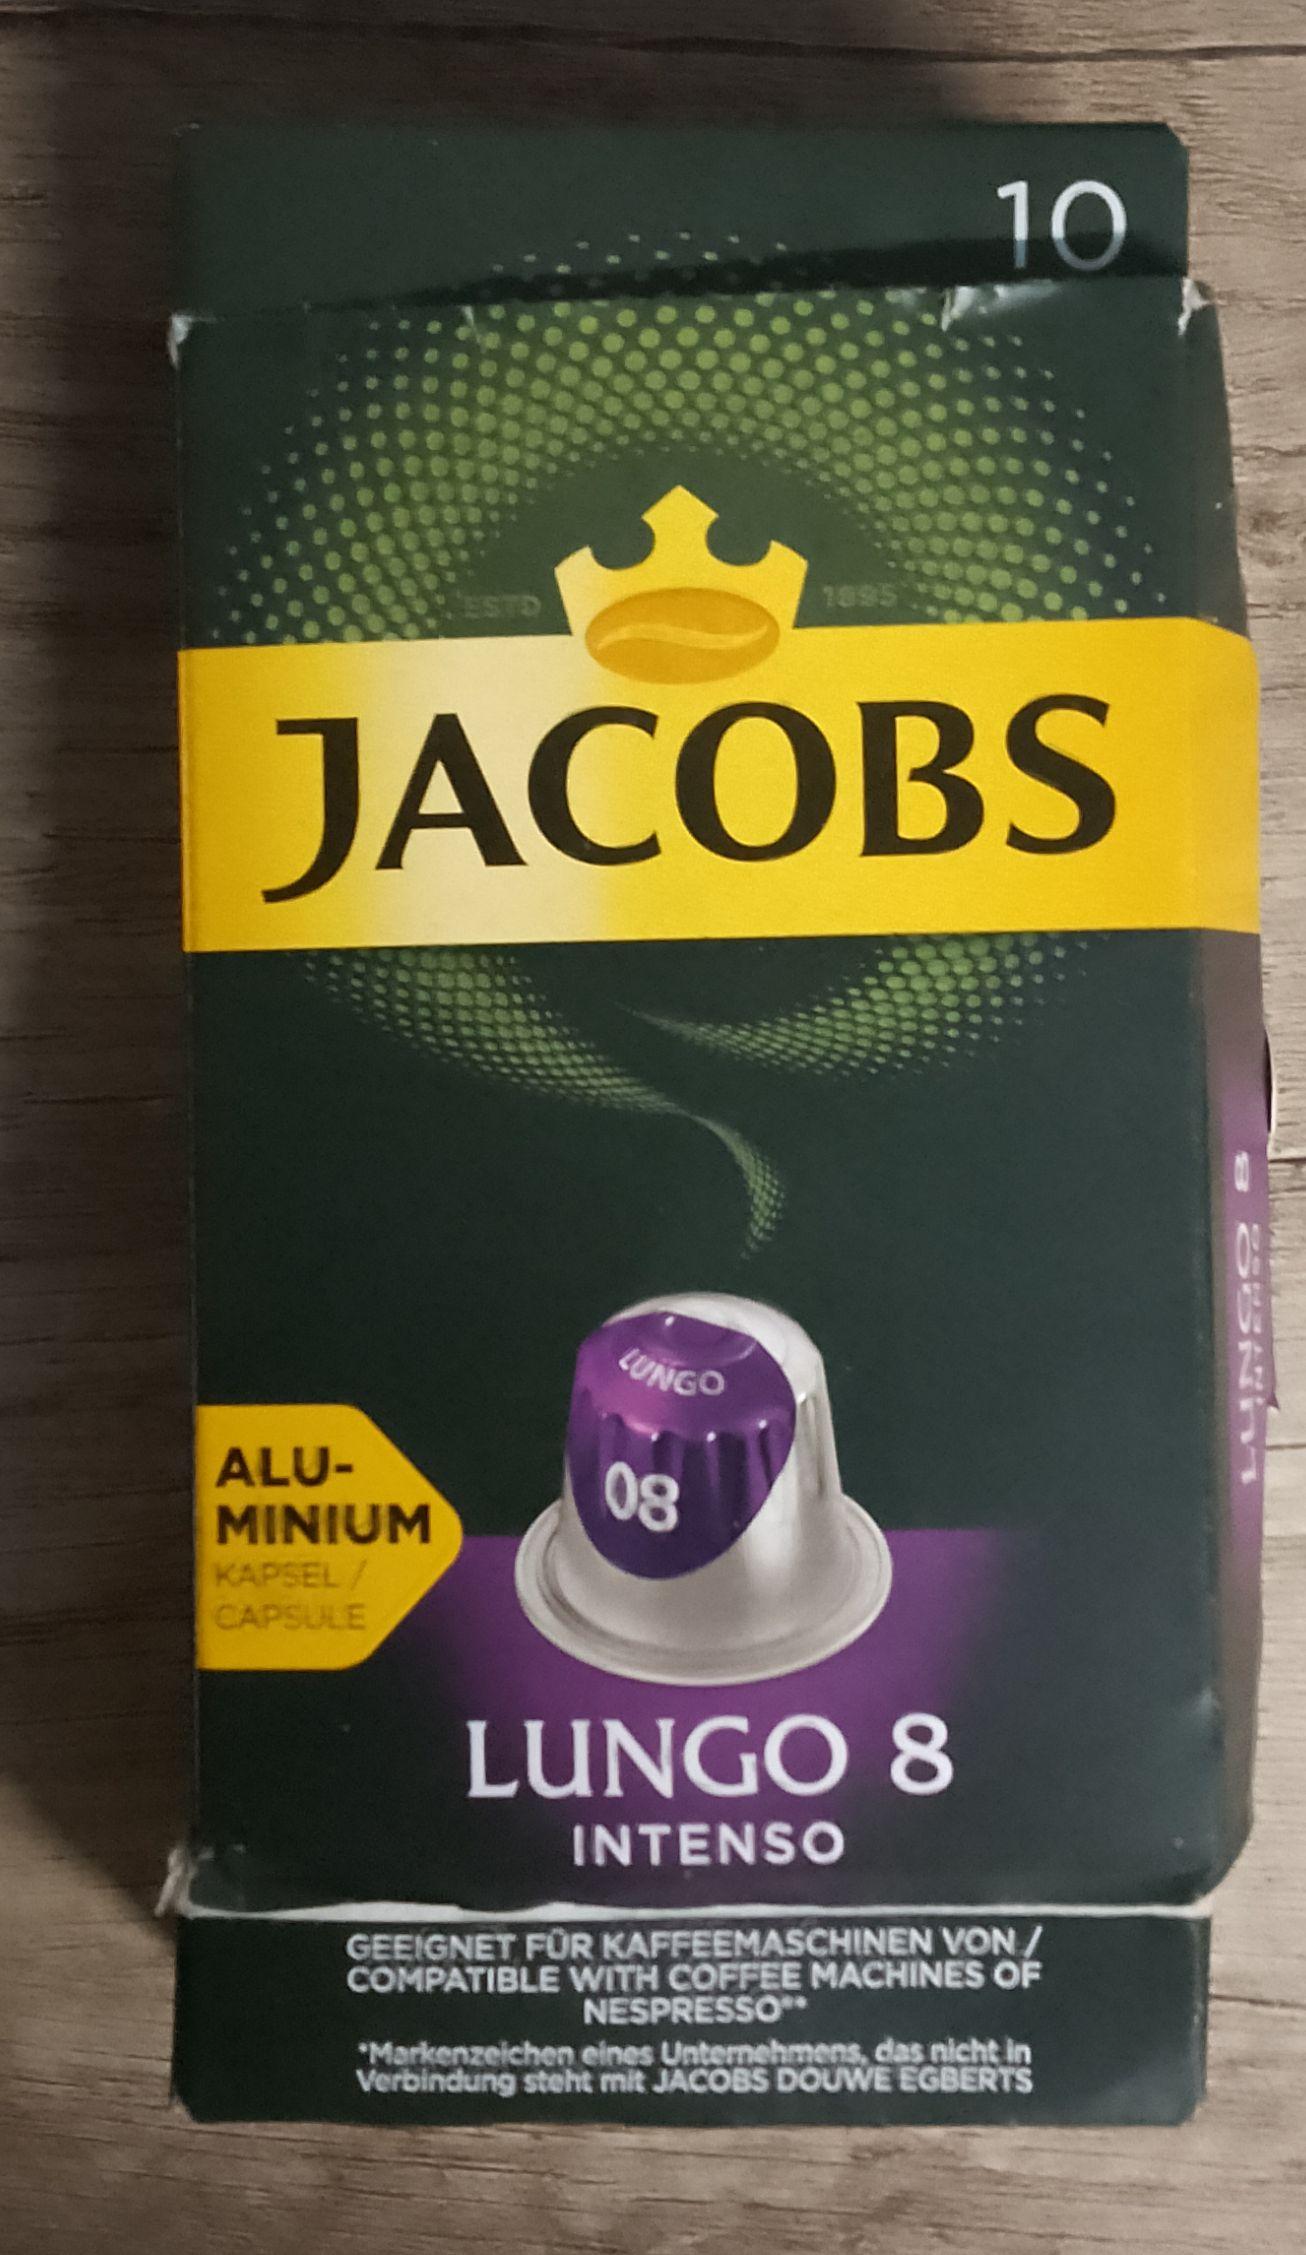 10
ESTD 1895
JACOBS
LUNGO
08
ALU-
MINIUM
KAPSEL /
CAPSULE
LUNGO 8
INTENSO
LUNGO 8
INTENSO
GEEIGNET FÜR KAFFEEMASCHINEN VON /
COMPATIBLE WITH COFFEE MACHINES OF
NESPRESSO**
*Markenzeichen eines Unternehmens, das nicht in
Verbindung steht mit JACOBS DOUWE EGBERTS